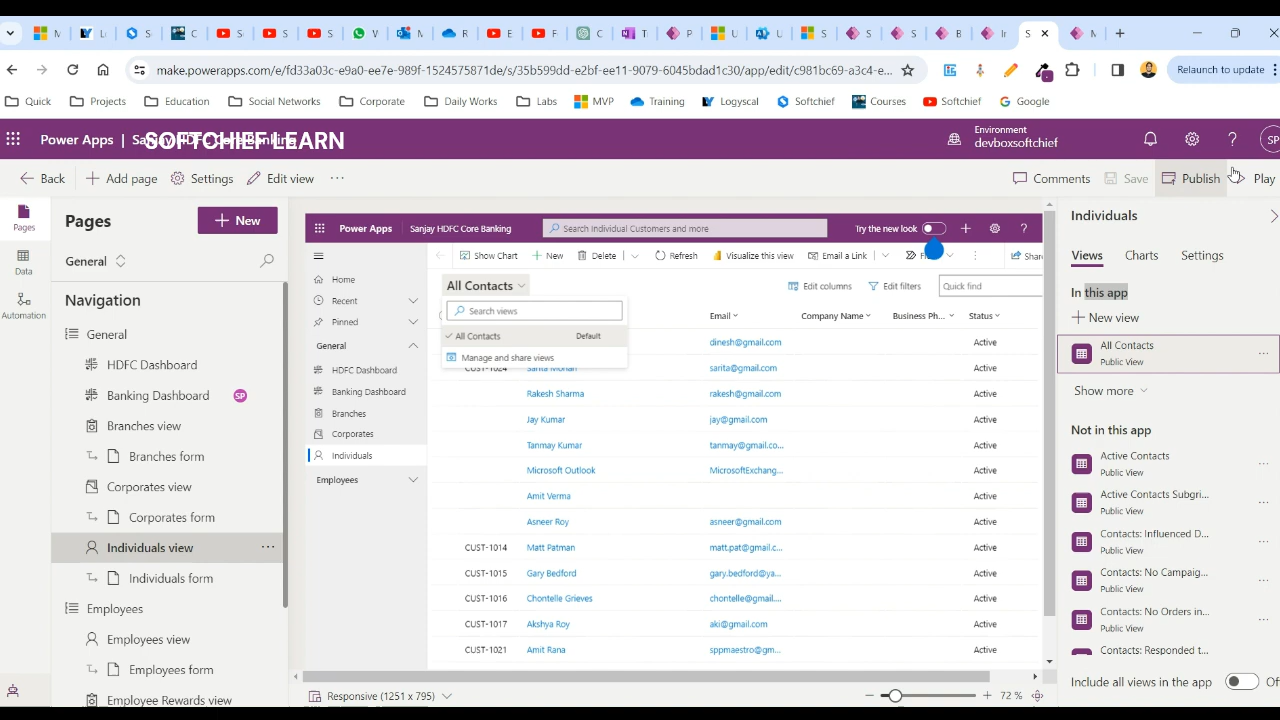 M
Li
S
C
S
S
S
V
M
R
E
F
C
T
P
U
U
S
S
S
B
Ir
S
M
make.powerapps.com/e/fd33a03c-caa0-ee7e-989f-1524575871de/s/35b599dd-e2bf-ee11-9079-6045bdad1c30/app/edit/c981bc69-a3c4-e...
Relaunch to update
Quick
Projects
Education
Social Networks
Corporate
Daily Works
Labs
MVP
Training
Logyscal
Softchief
Courses
Softchief
Google
Power Apps | Sanjay HDFC Core Banking
SOFTCHIEF LEARN
Environment
devboxsoftchief
SP
Back
Add page
Settings
Edit view
Comments
Save
Publish
Play
Pages
Data
Automation
Pages
New
General
Navigation
General
HDFC Dashboard
Banking Dashboard
SP
Branches view
Branches form
Corporates view
Corporates form
Individuals view
Individuals form
Employees
Employees view
Employees form
Employee Rewards view
Power Apps
Sanjay HDFC Core Banking
Search Individual Customers and more
Try the new look
Show Chart
New
Delete
Refresh
Visualize this view
Email a Link
Share
Home
Recent
Pinned
General
HDFC Dashboard
Banking Dashboard
Branches
Corporates
Individuals
Employees
All Contacts
Edit columns
Edit filters
Quick find
Search views
All Contacts Default
Manage and share views
Email
Company Name
Business Ph...
Status
dinesh@gmail.com Active
CUST-1024 Sarita Mohan sarita@gmail.com Active
Rakesh Sharma rakesh@gmail.com Active
Jay Kumar jay@gmail.com Active
Tanmay Kumar tanmay@gmail.co... Active
Microsoft Outlook MicrosoftExchang... Active
Amit Verma Active
Asneer Roy asneer@gmail.com Active
CUST-1014 Matt Patman matt.pat@gmail.c... Active
CUST-1015 Gary Bedford gary.bedford@ya... Active
CUST-1016 Chontelle Grieves chontelle@gmail.... Active
CUST-1017 Akshya Roy aki@gmail.com Active
CUST-1021 Amit Rana sppmaestro@gm... Active
Responsive (1251 x 795)
72 %
Individuals
Views
Charts
Settings
In this app
New view
All Contacts
Public View
Show more
Not in this app
Active Contacts
Public View
Active Contacts Subgri...
Public View
Contacts: Influenced D...
Public View
Contacts: No Campaig...
Public View
Contacts: No Orders in...
Public View
Contacts: Responded t...
Include all views in the app
Of